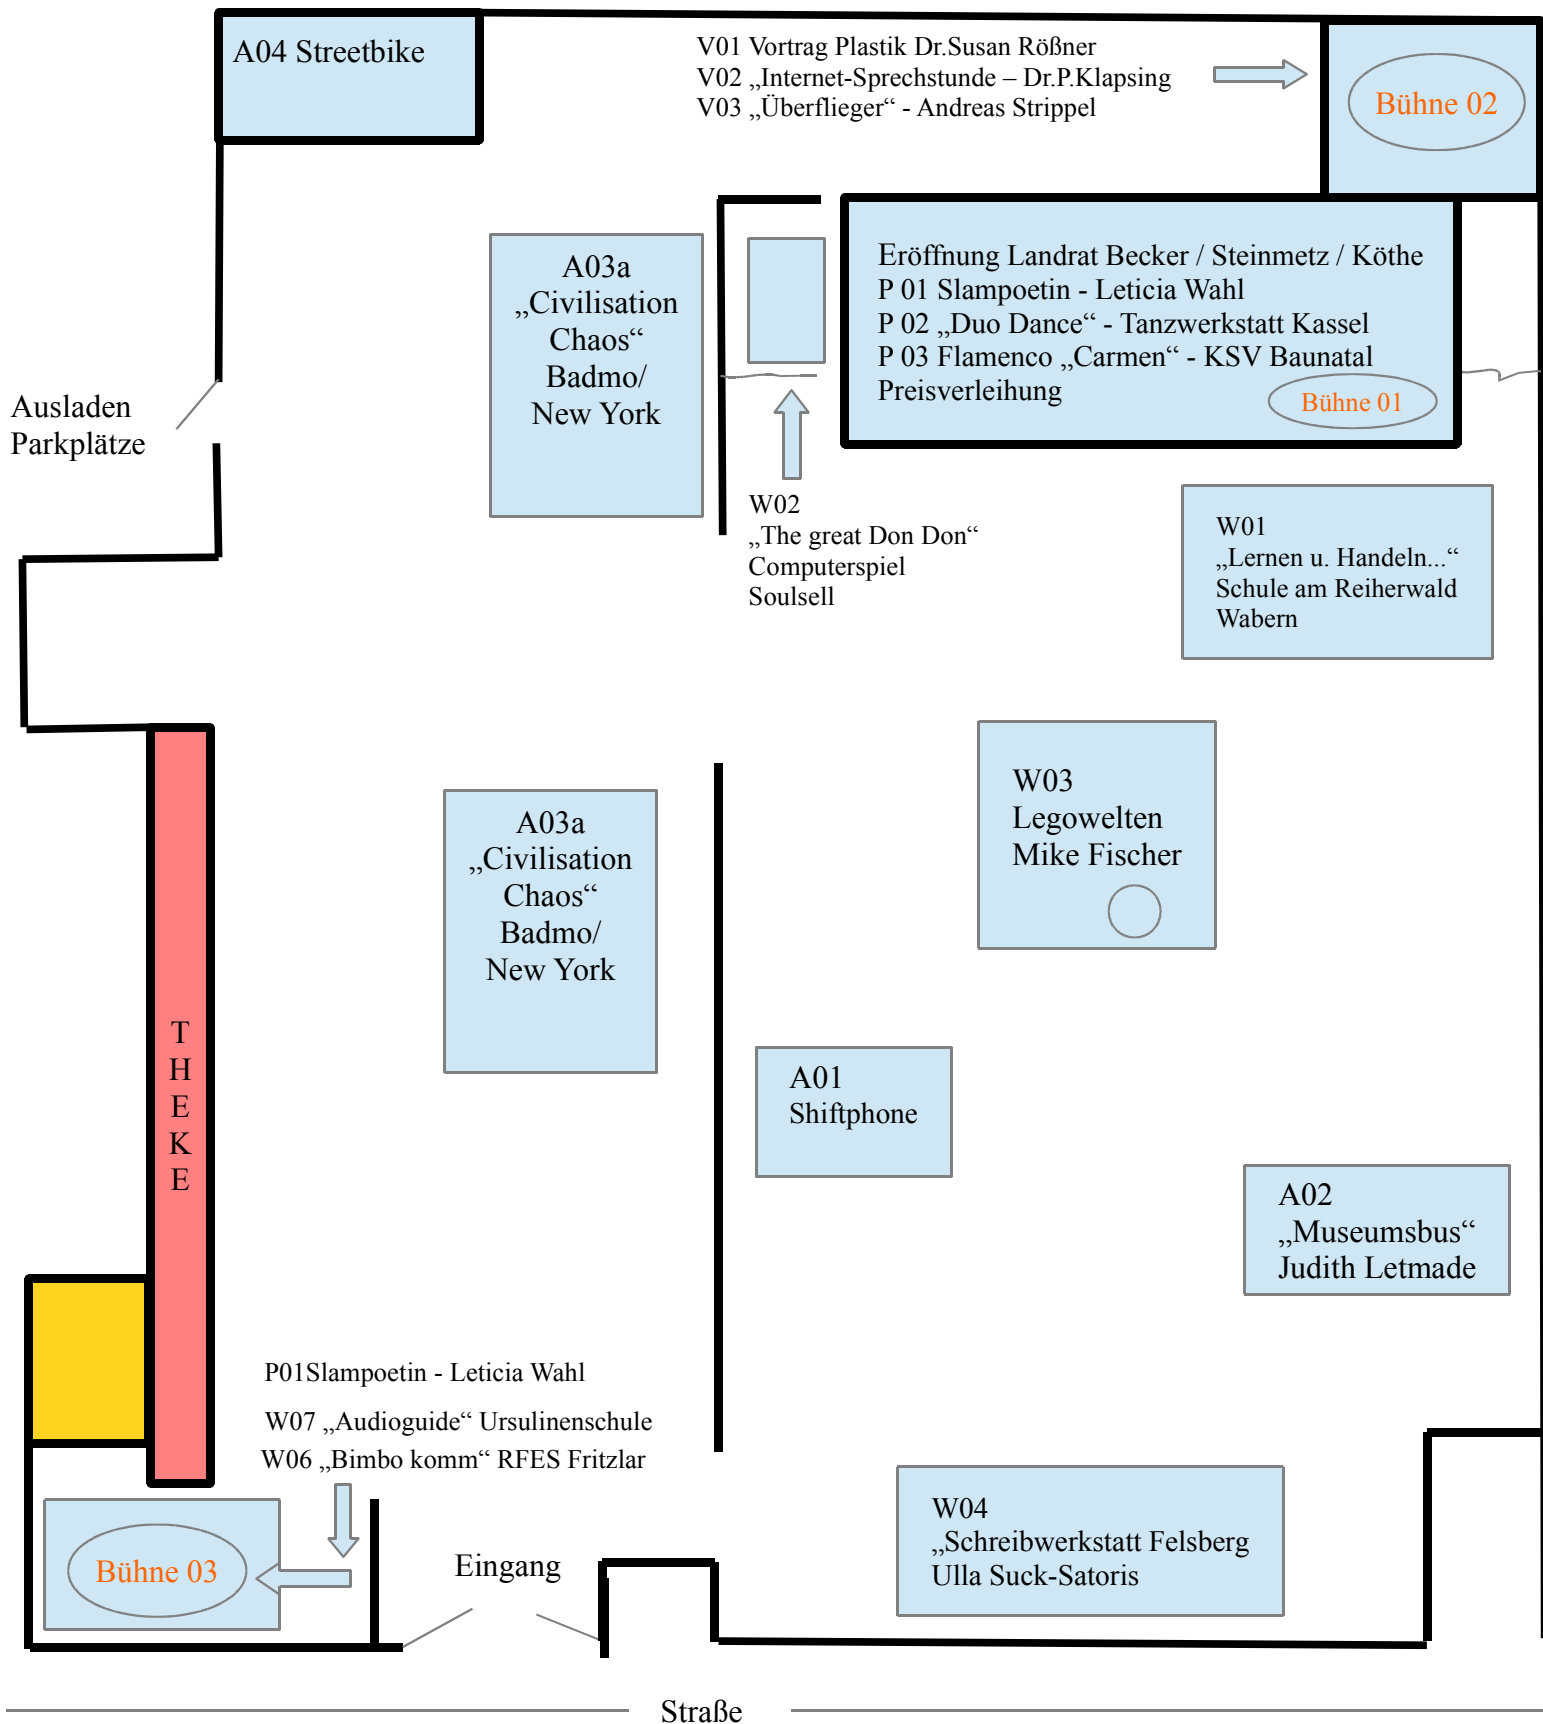 A04 Streetbike
V01 Vortrag Plastik Dr.Susan Rößner
V02 „Internet-Sprechstunde – Dr.P.Klapsing
V03 „Überflieger“ - Andreas Strippel
Bühne 02
A03a
„Civilisation
Chaos“
Badmo/
New York
Eröffnung Landrat Becker / Steinmetz / Köthe
P 01 Slampoetin - Leticia Wahl
P 02 „Duo Dance“ - Tanzwerkstatt Kassel
P 03 Flamenco „Carmen“ - KSV Baunatal
Preisverleihung
Bühne 01
Ausladen
Parkplätze
W02
„The great Don Don“
Computerspiel
Soulsell
W01
„Lernen u. Handeln...“
Schule am Reiherwald
Wabern
W03
Legowelten
Mike Fischer
A03a
„Civilisation
Chaos“
Badmo/
New York
T
H
E
K
E
A01
Shiftphone
A02
„Museumsbus“
Judith Letmade
P01Slampoetin - Leticia Wahl
W07 „Audioguide“ Ursulinenschule
W06 „Bimbo komm“ RFES Fritzlar
Bühne 03
Eingang
W04
„Schreibwerkstatt Felsberg
Ulla Suck-Satoris
Straße